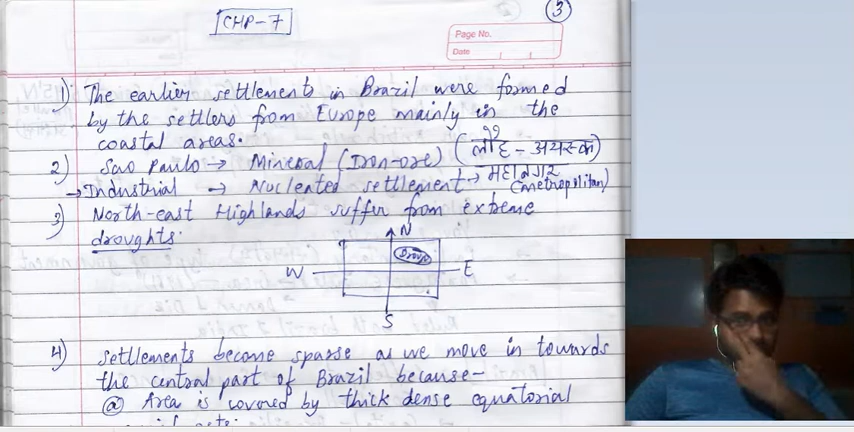 CHP-7
3
Page No.
Date
1) The earlier settlements in Brazil were formed
by the settlers from Europe mainly in the
coastal areas.
2) Sao Paulo → Mineral (Iron-ore) (लौह - अयस्क)
→ Industrial → Nucleated settlement → महानगर
(metropolitan)
3) North-east Highlands suffer from extreme
droughts.
N
W
E
S
4) Settlements become sparse as we move in towards
the central part of Brazil because-
@ Area is covered by thick dense equatorial